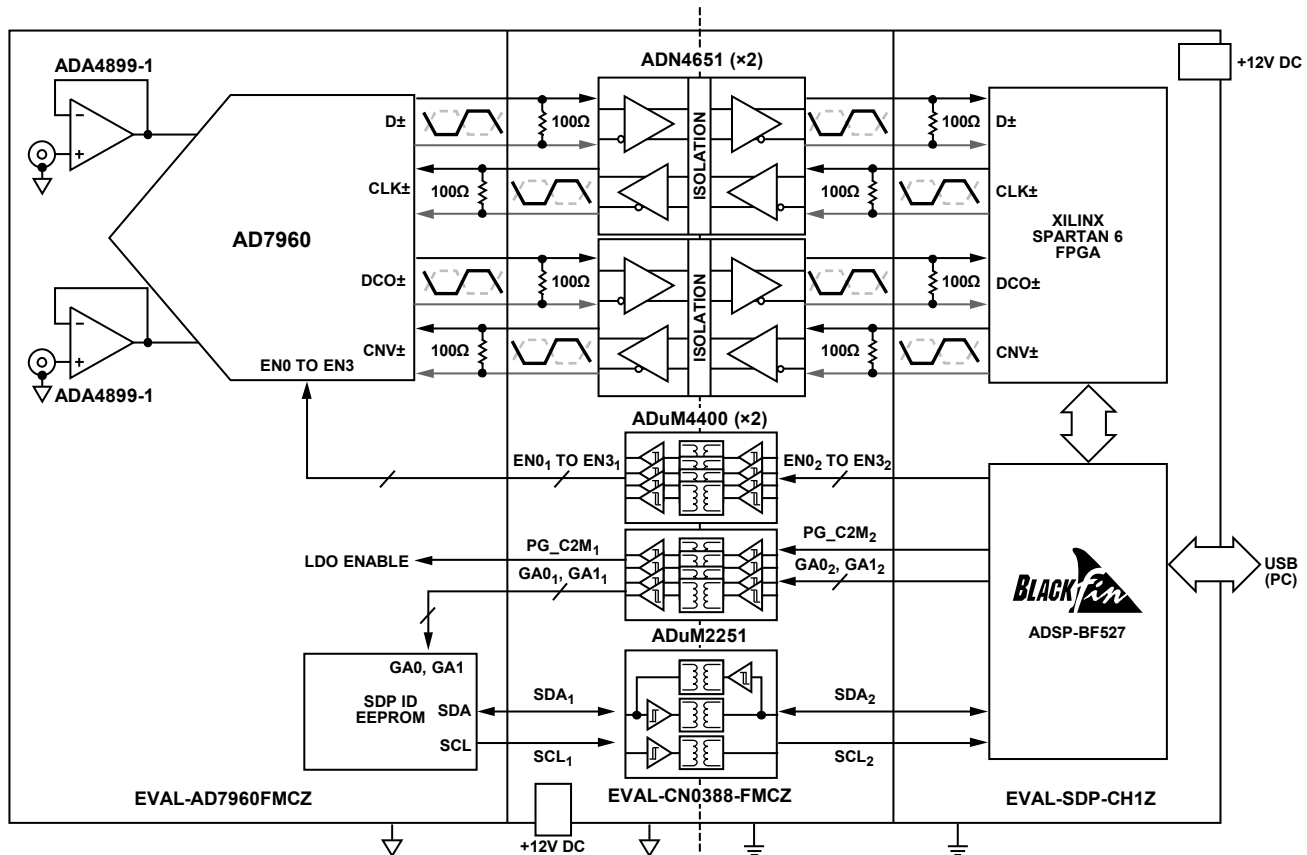 ADA4899-1
ADN4651 (×2)
+12V DC
D±
100Ω
100Ω
D±
ISOLATION
CLK±
100Ω
100Ω
CLK±
AD7960
XILINX
SPARTAN 6
FPGA
DCO±
100Ω
100Ω
DCO±
ISOLATION
CNV±
100Ω
100Ω
CNV±
EN0 TO EN3
ADA4899-1
ADuM4400 (×2)
EN0₁ TO EN3₁
EN0₂ TO EN3₂
PG_C2M₁
PG_C2M₂
LDO ENABLE
GA0₁, GA1₁
GA0₂, GA1₂
USB
(PC)
BLACKfin
ADSP-BF527
ADuM2251
GA0, GA1
SDP ID
EEPROM
SDA
SDA₁
SDA₂
SCL
SCL₁
SCL₂
EVAL-AD7960FMCZ
EVAL-CN0388-FMCZ
EVAL-SDP-CH1Z
+12V DC